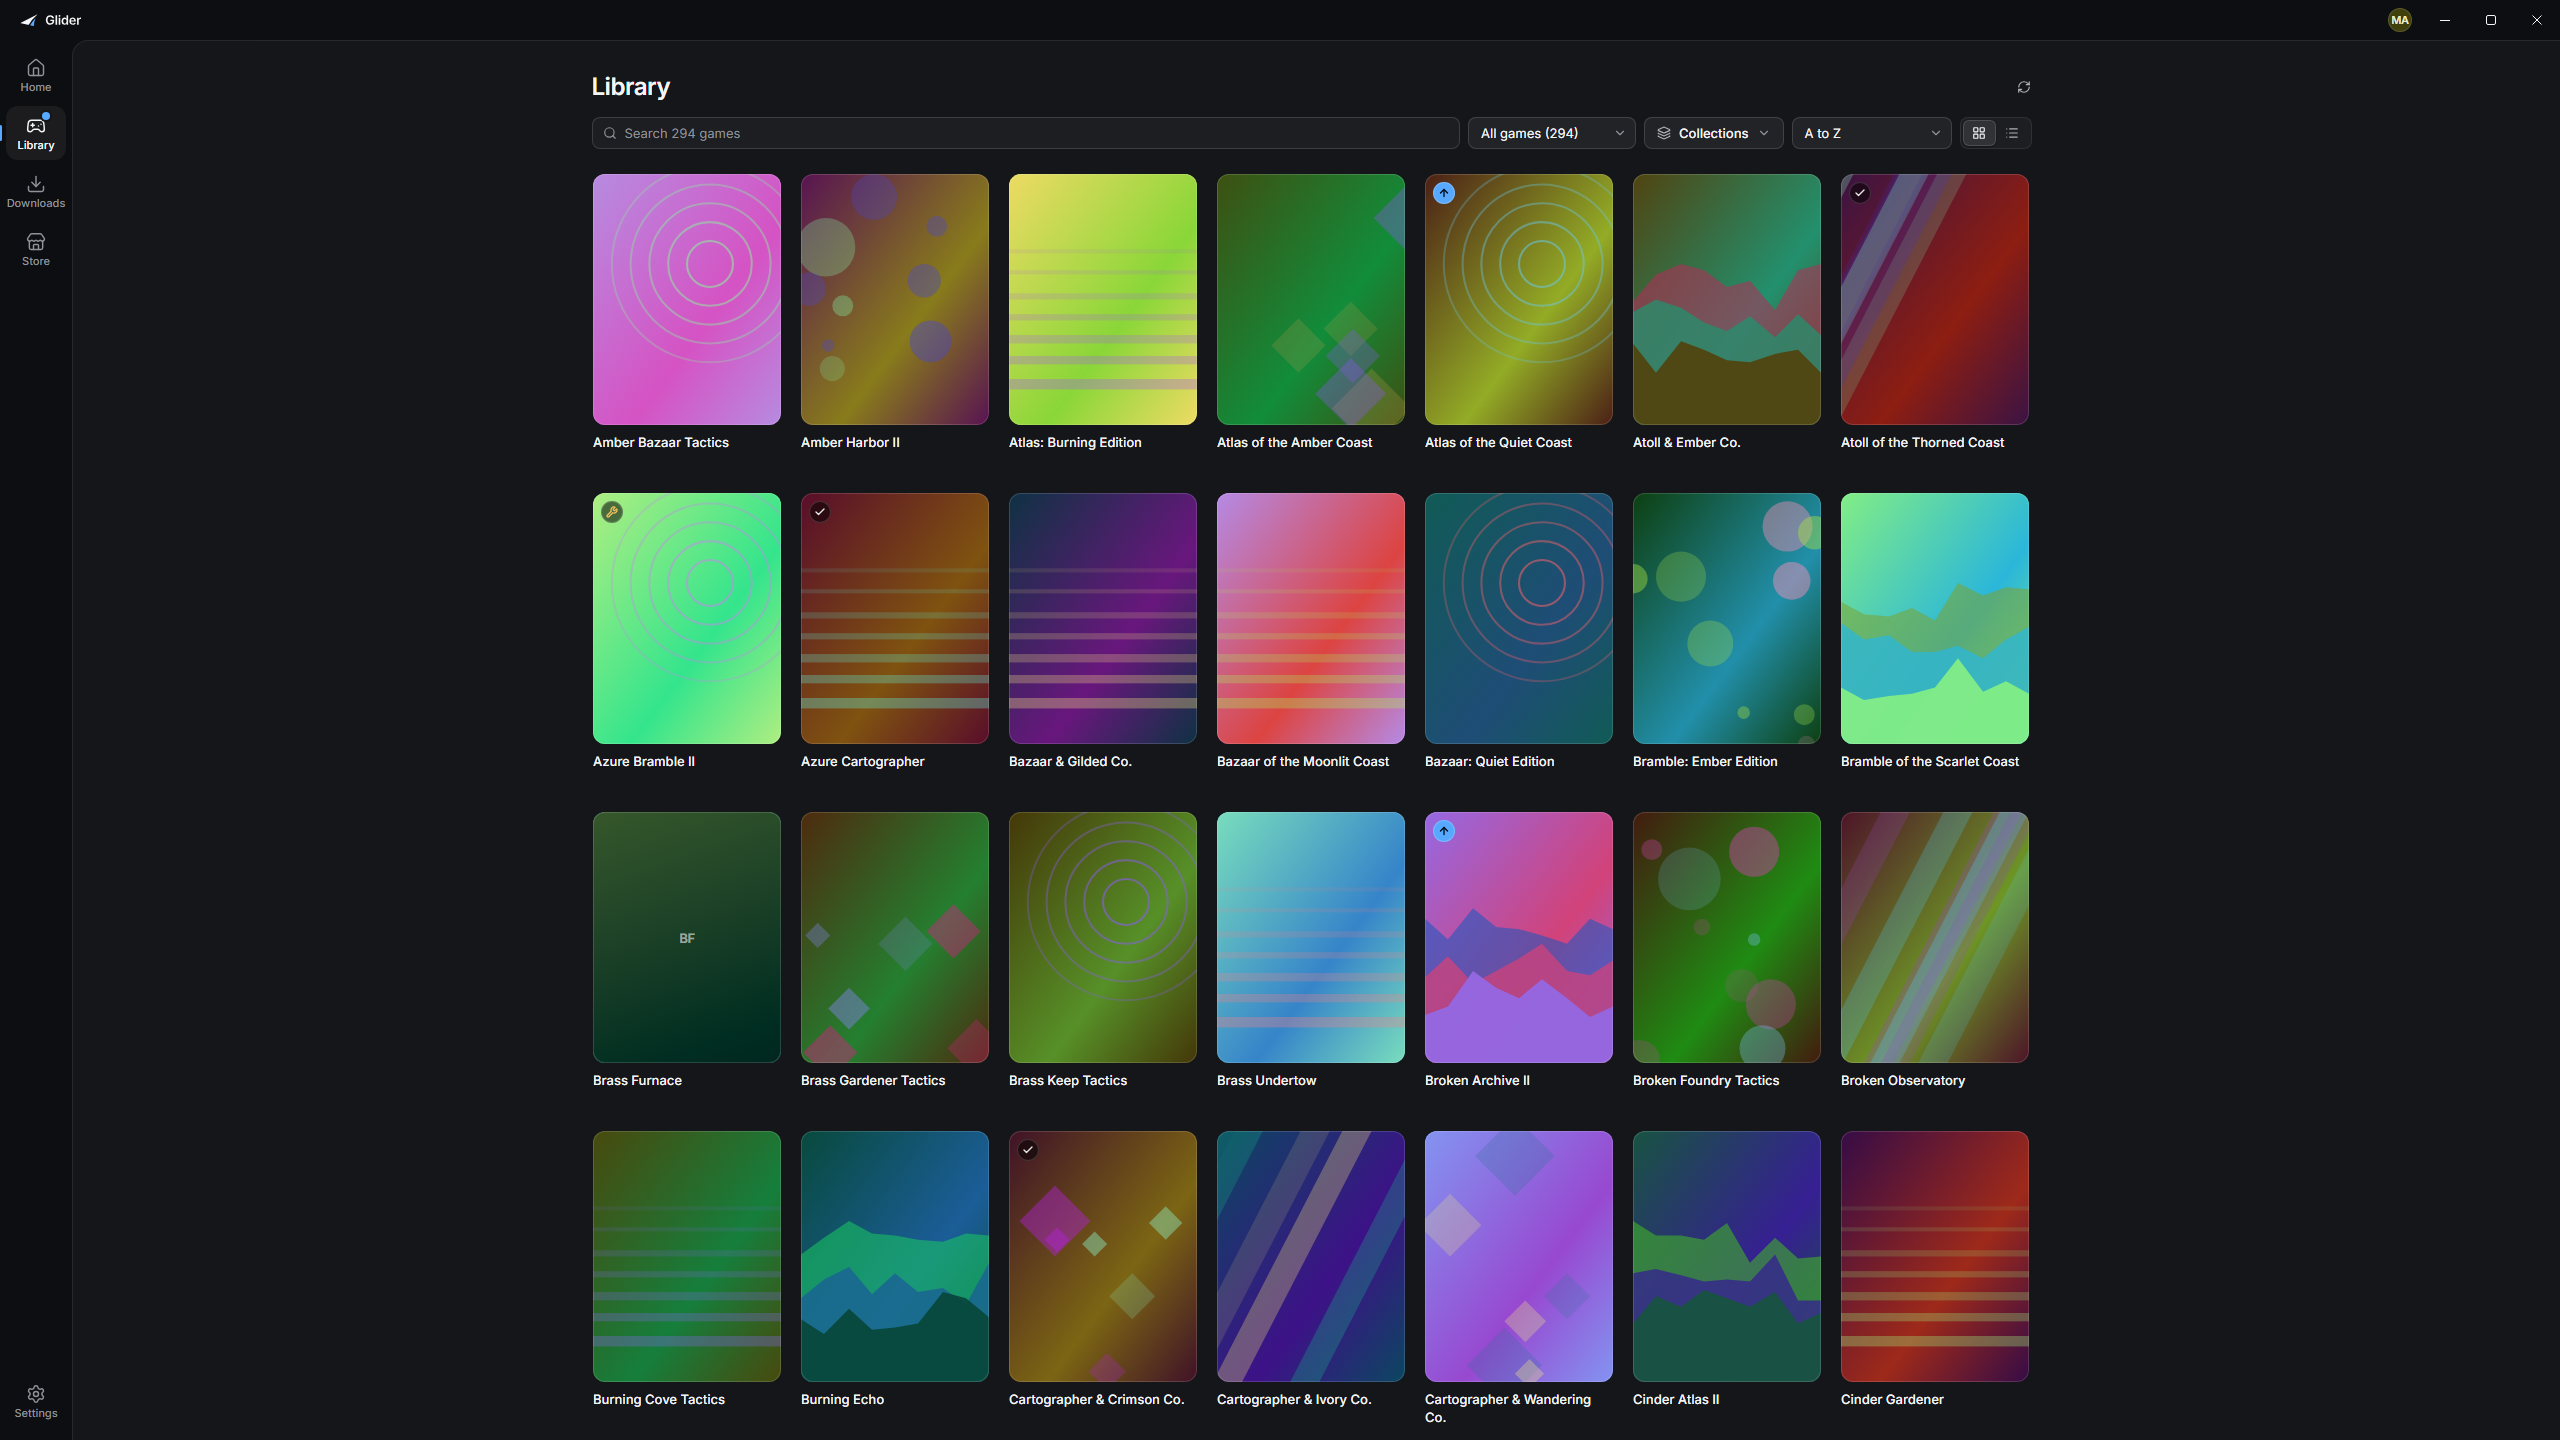 Glider
MA
Home
Library
Downloads
Store
Settings
Library
Search 294 games
All games (294)
Collections
A to Z
Amber Bazaar Tactics
Amber Harbor II
Atlas: Burning Edition
Atlas of the Amber Coast
Atlas of the Quiet Coast
Atoll & Ember Co.
Atoll of the Thorned Coast
Azure Bramble II
Azure Cartographer
Bazaar & Gilded Co.
Bazaar of the Moonlit Coast
Bazaar: Quiet Edition
Bramble: Ember Edition
Bramble of the Scarlet Coast
BF
Brass Furnace
Brass Gardener Tactics
Brass Keep Tactics
Brass Undertow
Broken Archive II
Broken Foundry Tactics
Broken Observatory
Burning Cove Tactics
Burning Echo
Cartographer & Crimson Co.
Cartographer & Ivory Co.
Cartographer & Wandering
Co.
Cinder Atlas II
Cinder Gardener